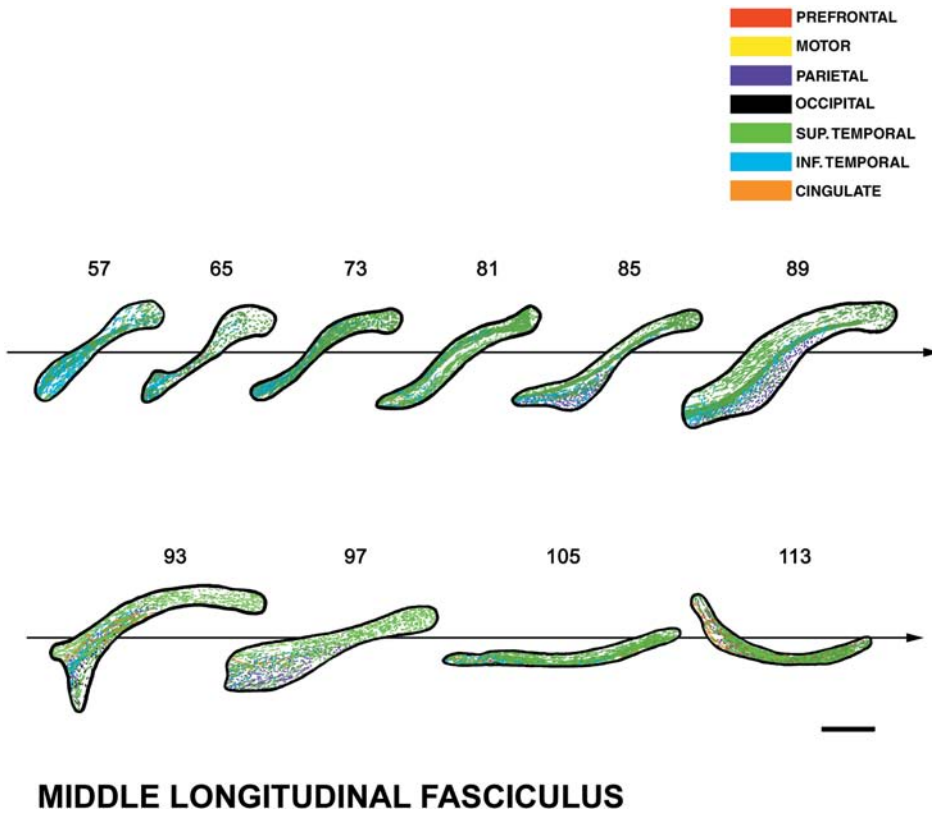 PREFRONTAL
MOTOR
PARIETAL
OCCIPITAL
SUP. TEMPORAL
INF. TEMPORAL
CINGULATE
57 65 73 81 85 89
93 97 105 113
MIDDLE LONGITUDINAL FASCICULUS